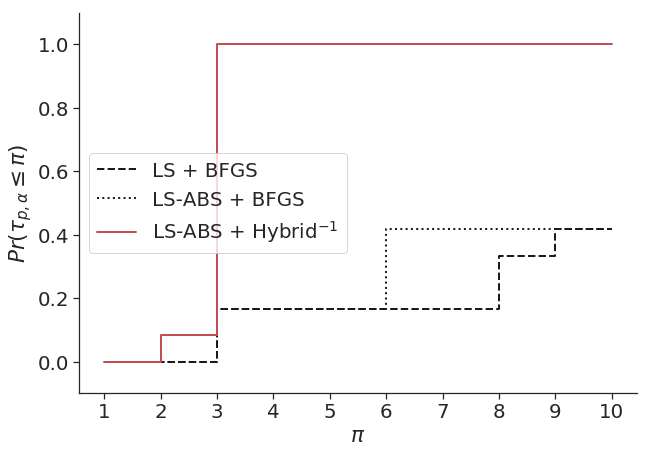 1.0
0.8
0.6
0.4
0.2
0.0
Pr(τ_{p,α} ≤ π)
LS + BFGS
LS-ABS + BFGS
LS-ABS + Hybrid⁻¹
1 2 3 4 5 6 7 8 9 10
π